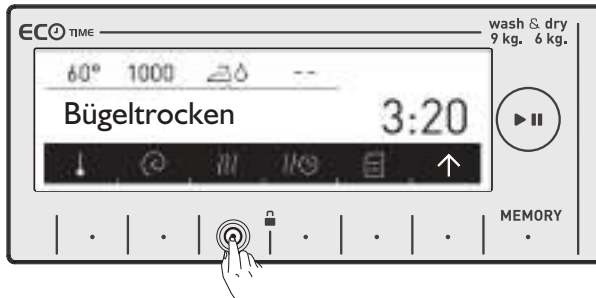 ECO TIME
wash & dry
9 kg. 6 kg.
60° 1000 --
Bügeltrocken 3:20
MEMORY